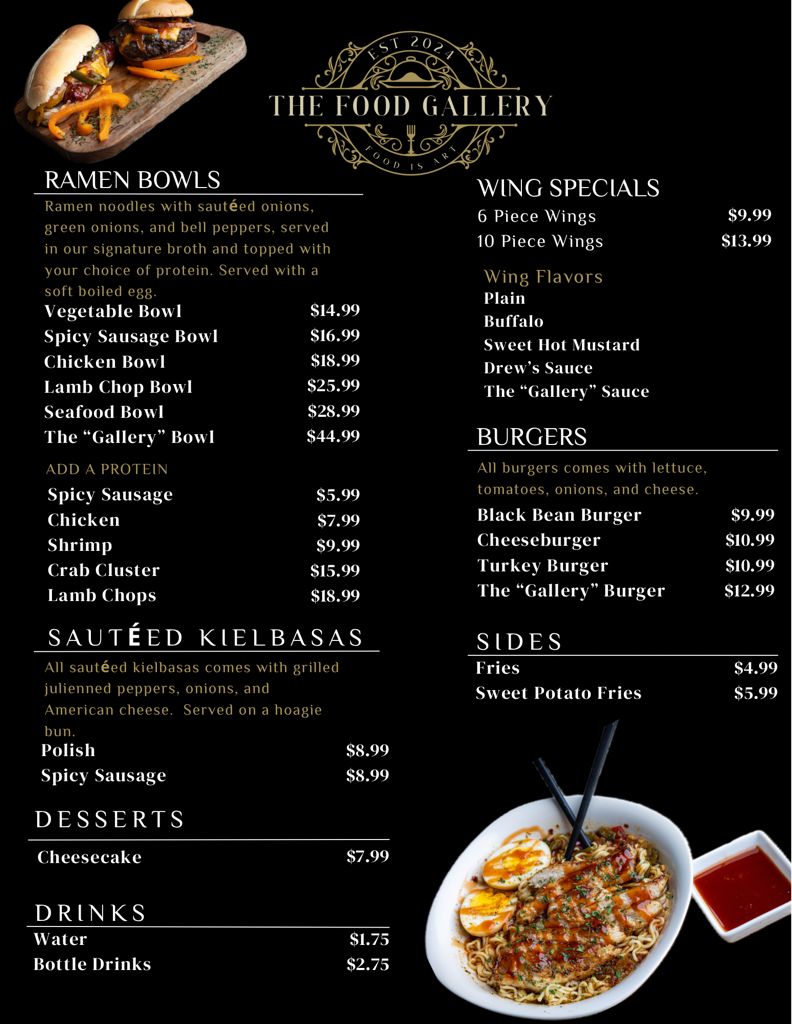 EST 2024
THE FOOD GALLERY
FOOD IS ART
RAMEN BOWLS
Ramen noodles with sautéed onions,
green onions, and bell peppers, served
in our signature broth and topped with
your choice of protein. Served with a
soft boiled egg.
Vegetable Bowl $14.99
Spicy Sausage Bowl $16.99
Chicken Bowl $18.99
Lamb Chop Bowl $25.99
Seafood Bowl $28.99
The “Gallery” Bowl $44.99
ADD A PROTEIN
Spicy Sausage $5.99
Chicken $7.99
Shrimp $9.99
Crab Cluster $15.99
Lamb Chops $18.99
SAUTÉED KIELBASAS
All sautéed kielbasas comes with grilled
julienned peppers, onions, and
American cheese. Served on a hoagie
bun.
Polish $8.99
Spicy Sausage $8.99
DESSERTS
Cheesecake $7.99
DRINKS
Water $1.75
Bottle Drinks $2.75
WING SPECIALS
6 Piece Wings $9.99
10 Piece Wings $13.99
Wing Flavors
Plain
Buffalo
Sweet Hot Mustard
Drew’s Sauce
The “Gallery” Sauce
BURGERS
All burgers comes with lettuce,
tomatoes, onions, and cheese.
Black Bean Burger $9.99
Cheeseburger $10.99
Turkey Burger $10.99
The “Gallery” Burger $12.99
SIDES
Fries $4.99
Sweet Potato Fries $5.99